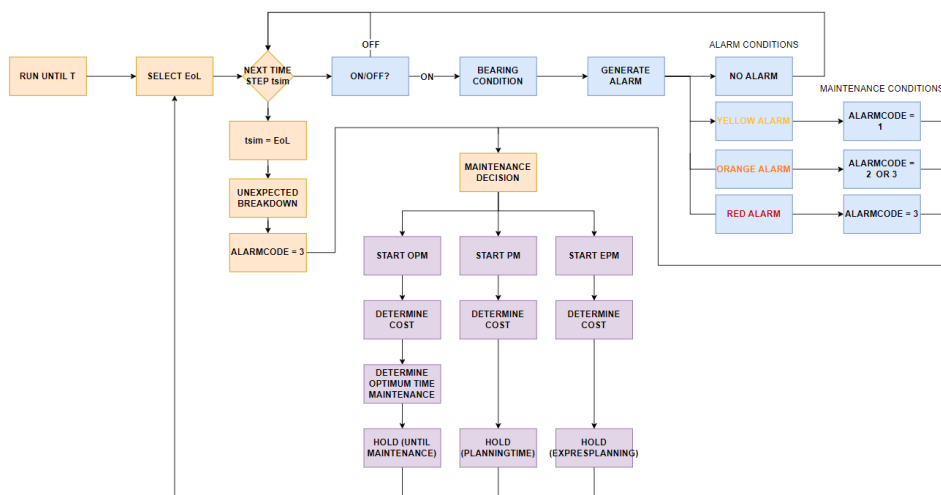 OFF
ALARM CONDITIONS
RUN UNTIL T
SELECT EoL
NEXT TIME
STEP tsim
ON/OFF?
ON
BEARING
CONDITION
GENERATE
ALARM
NO ALARM
MAINTENANCE CONDITIONS
YELLOW ALARM
ALARMCODE =
1
tsim = EoL
MAINTENANCE
DECISION
ORANGE ALARM
ALARMCODE =
2 OR 3
UNEXPECTED
BREAKDOWN
RED ALARM
ALARMCODE = 3
ALARMCODE = 3
START OPM
START PM
START EPM
DETERMINE
COST
DETERMINE
COST
DETERMINE
COST
DETERMINE
OPTIMUM TIME
MAINTENANCE
HOLD (UNTIL
MAINTENANCE)
HOLD
(PLANNINGTIME)
HOLD
(EXPRESPLANNING)